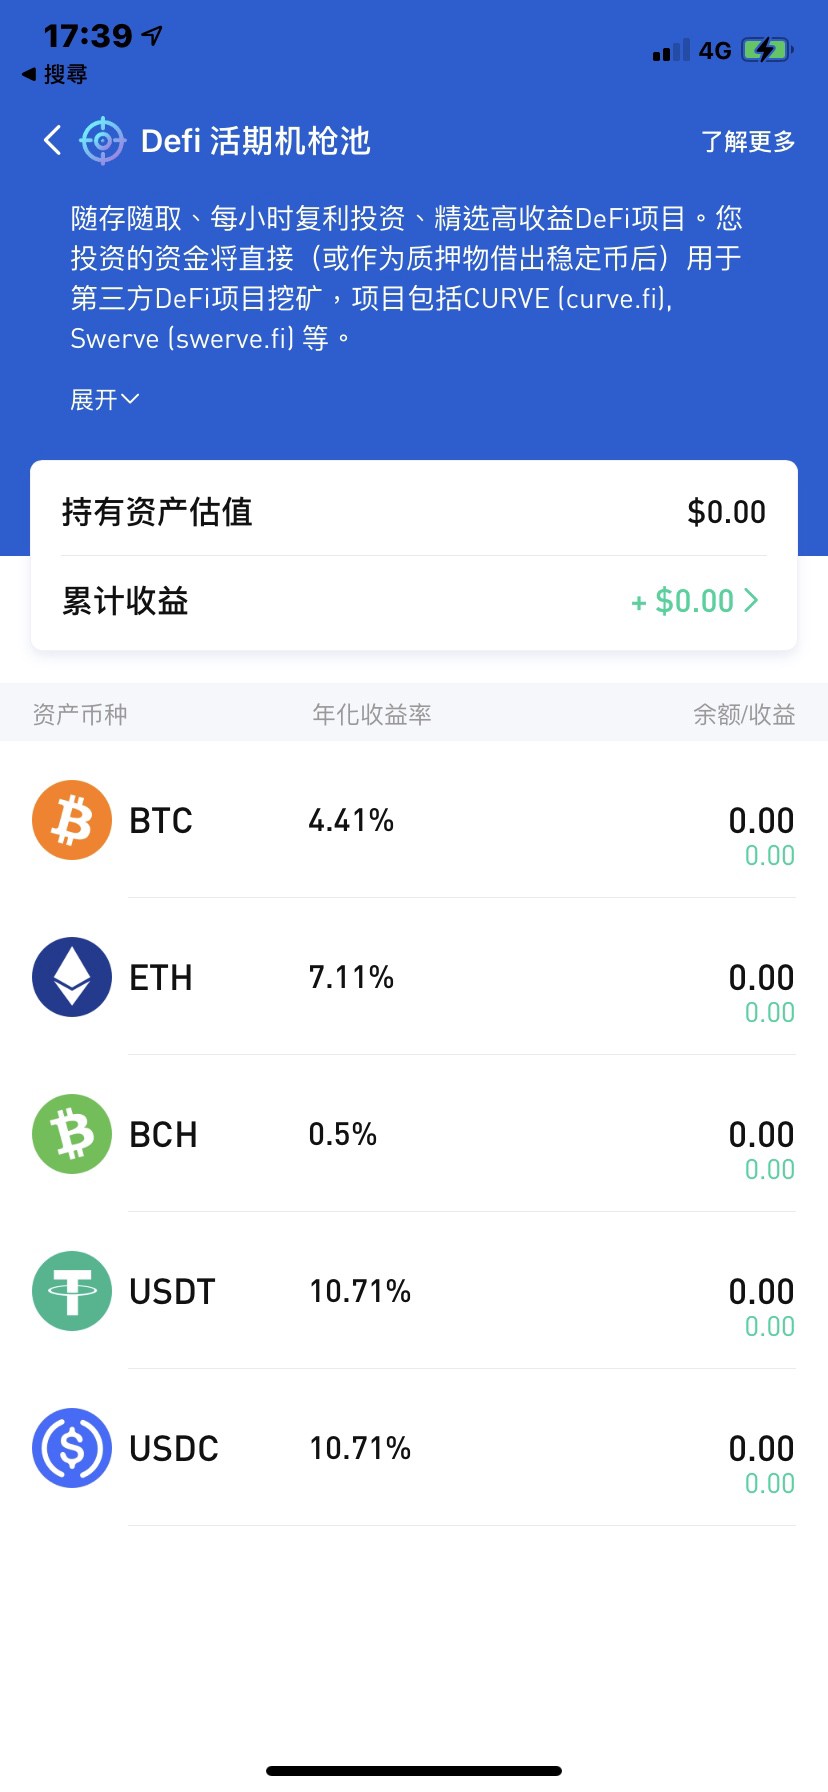 17:39
4G
搜尋
Defi 活期机枪池
了解更多
随存随取、每小时复利投资、精选高收益DeFi项目。您
投资的资金将直接（或作为质押物借出稳定币后）用于
第三方DeFi项目挖矿，项目包括CURVE (curve.fi),
Swerve (swerve.fi) 等。
展开
持有资产估值 $0.00
累计收益 + $0.00
资产币种 年化收益率 余额/收益
BTC 4.41% 0.00
0.00
ETH 7.11% 0.00
0.00
BCH 0.5% 0.00
0.00
USDT 10.71% 0.00
0.00
USDC 10.71% 0.00
0.00